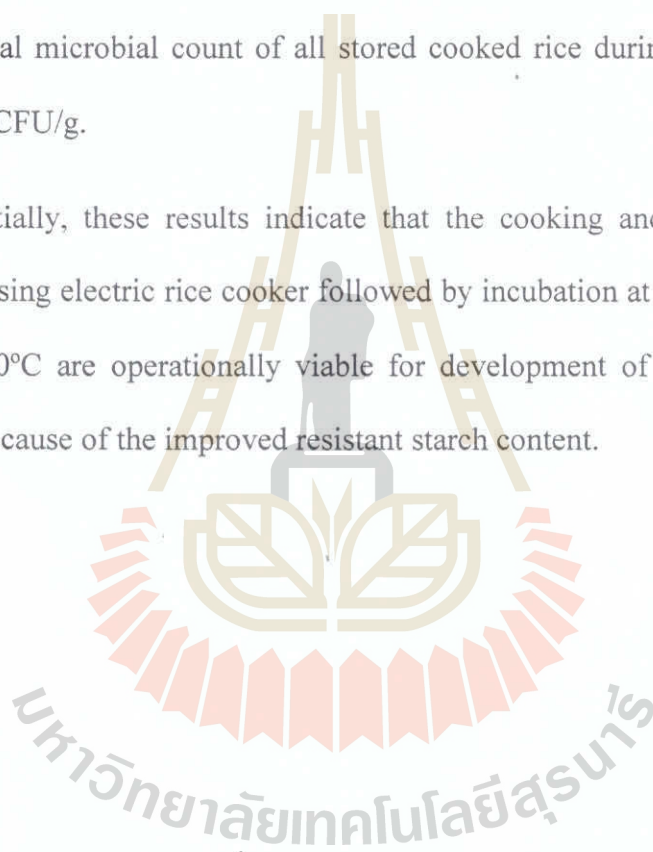 al microbial count of all stored cooked rice durin
CFU/g.
tially, these results indicate that the cooking and
sing electric rice cooker followed by incubation at
0ºC are operationally viable for development of
cause of the improved resistant starch content.
มหาวิทยาลัยเทคโนโลยีสุรนารี